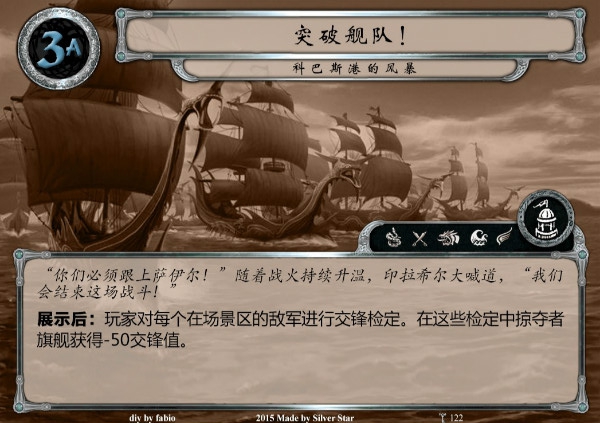 3A
突破舰队!
科巴斯港的风暴
“你们必须跟上萨伊尔!”随着战火持续升温，印拉希尔大喊道，“我们
会结束这场战斗!”
展示后：玩家对每个在场景区的敌军进行交锋检定。在这些检定中掠夺者
旗舰获得-50交锋值。
diy by fabio 2015 Made by Silver Star 122